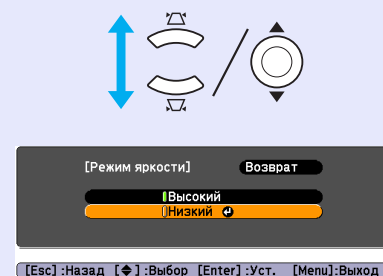 [Режим яркости] Возврат
Высокий
Низкий
[Esc] :Назад [◆] :Выбор [Enter] :Уст. [Menu]:Выход